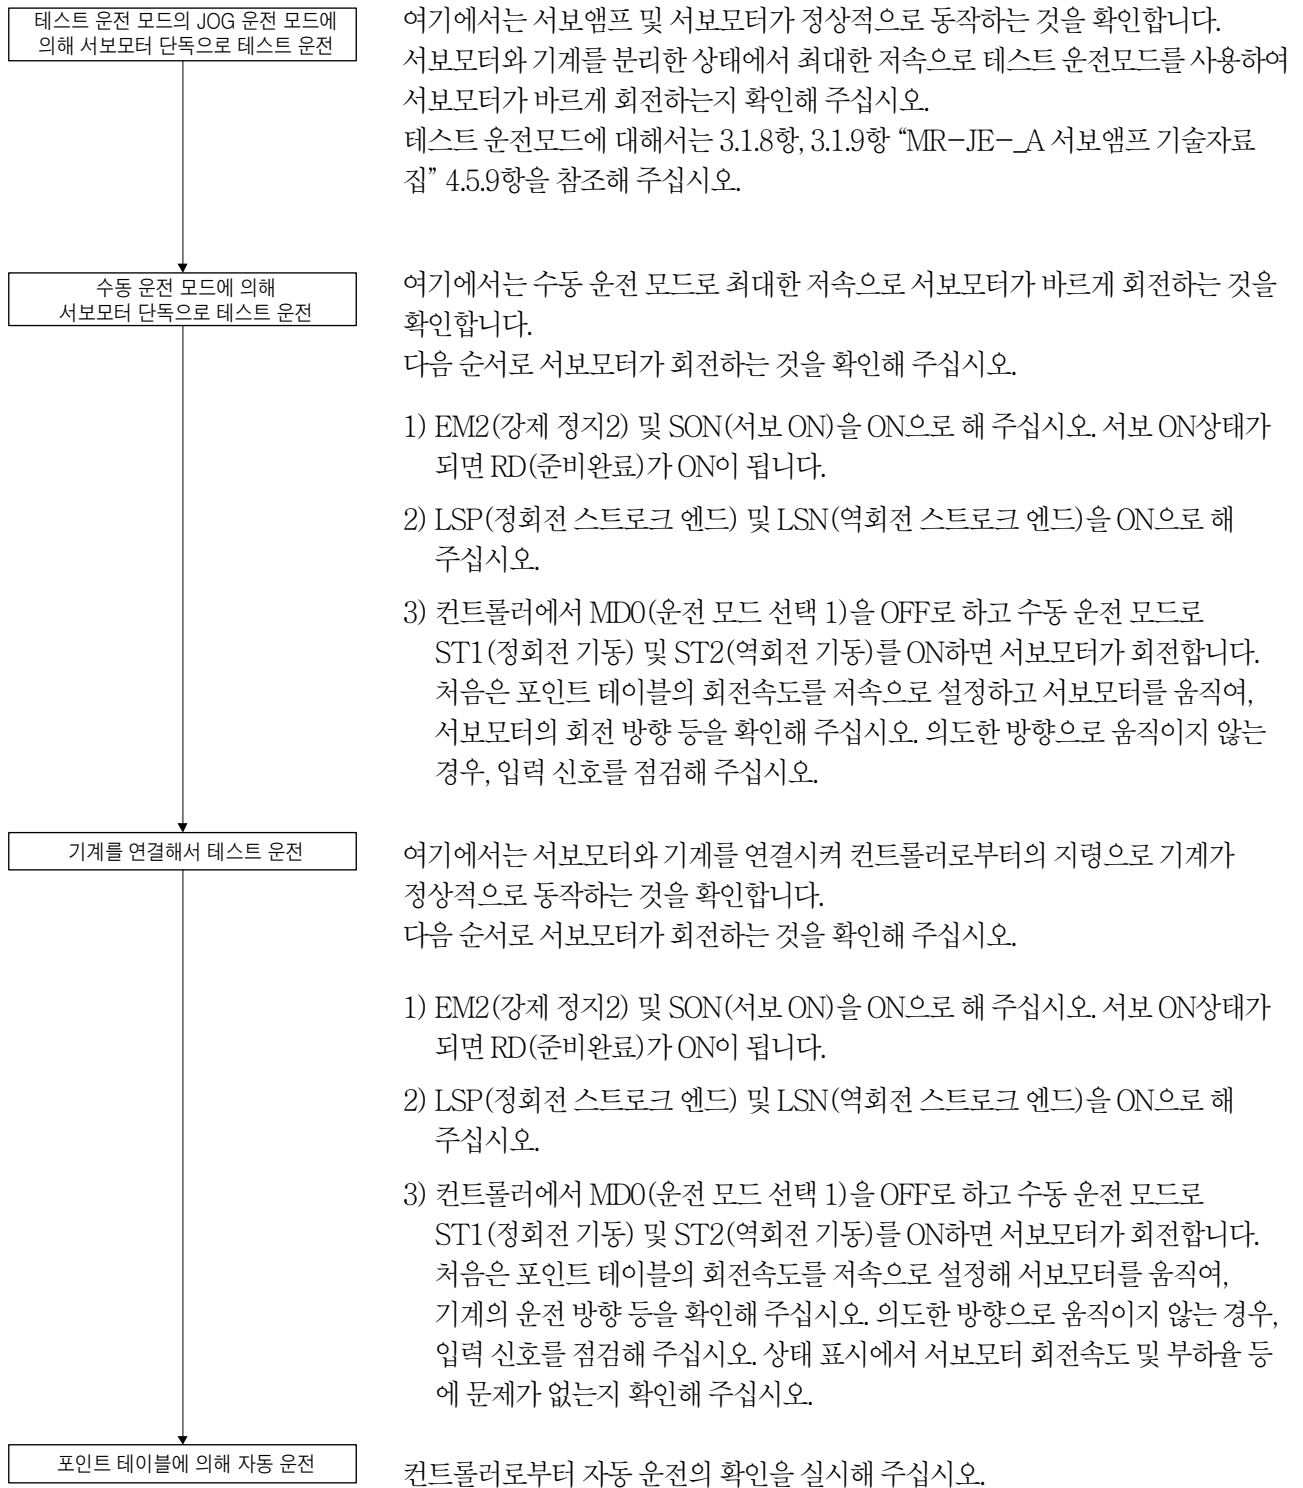 테스트 운전 모드의 JOG 운전 모드에
의해 서보모터 단독으로 테스트 운전
여기에서는 서보앰프 및 서보모터가 정상적으로 동작하는 것을 확인합니다.
서보모터와 기계를 분리한 상태에서 최대한 저속으로 테스트 운전모드를 사용하여
서보모터가 바르게 회전하는지 확인해 주십시오.
테스트 운전모드에 대해서는 3.1.8항, 3.1.9항 “MR-JE-_A 서보앰프 기술자료
집” 4.5.9항을 참조해 주십시오.
수동 운전 모드에 의해
서보모터 단독으로 테스트 운전
여기에서는 수동 운전 모드로 최대한 저속으로 서보모터가 바르게 회전하는 것을
확인합니다.
다음 순서로 서보모터가 회전하는 것을 확인해 주십시오.
1) EM2(강제 정지2) 및 SON(서보 ON)을 ON으로 해 주십시오. 서보 ON상태가
되면 RD(준비완료)가 ON이 됩니다.
2) LSP(정회전 스트로크 엔드) 및 LSN(역회전 스트로크 엔드)을 ON으로 해
주십시오.
3) 컨트롤러에서 MD0(운전 모드 선택 1)을 OFF로 하고 수동 운전 모드로
ST1(정회전 기동) 및 ST2(역회전 기동)를 ON하면 서보모터가 회전합니다.
처음은 포인트 테이블의 회전속도를 저속으로 설정하고 서보모터를 움직여,
서보모터의 회전 방향 등을 확인해 주십시오. 의도한 방향으로 움직이지 않는
경우, 입력 신호를 점검해 주십시오.
기계를 연결해서 테스트 운전
여기에서는 서보모터와 기계를 연결시켜 컨트롤러로부터의 지령으로 기계가
정상적으로 동작하는 것을 확인합니다.
다음 순서로 서보모터가 회전하는 것을 확인해 주십시오.
1) EM2(강제 정지2) 및 SON(서보 ON)을 ON으로 해 주십시오. 서보 ON상태가
되면 RD(준비완료)가 ON이 됩니다.
2) LSP(정회전 스트로크 엔드) 및 LSN(역회전 스트로크 엔드)을 ON으로 해
주십시오.
3) 컨트롤러에서 MD0(운전 모드 선택 1)을 OFF로 하고 수동 운전 모드로
ST1(정회전 기동) 및 ST2(역회전 기동)를 ON하면 서보모터가 회전합니다.
처음은 포인트 테이블의 회전속도를 저속으로 설정해 서보모터를 움직여,
기계의 운전 방향 등을 확인해 주십시오. 의도한 방향으로 움직이지 않는 경우,
입력 신호를 점검해 주십시오. 상태 표시에서 서보모터 회전속도 및 부하율 등
에 문제가 없는지 확인해 주십시오.
포인트 테이블에 의해 자동 운전
컨트롤러로부터 자동 운전의 확인을 실시해 주십시오.